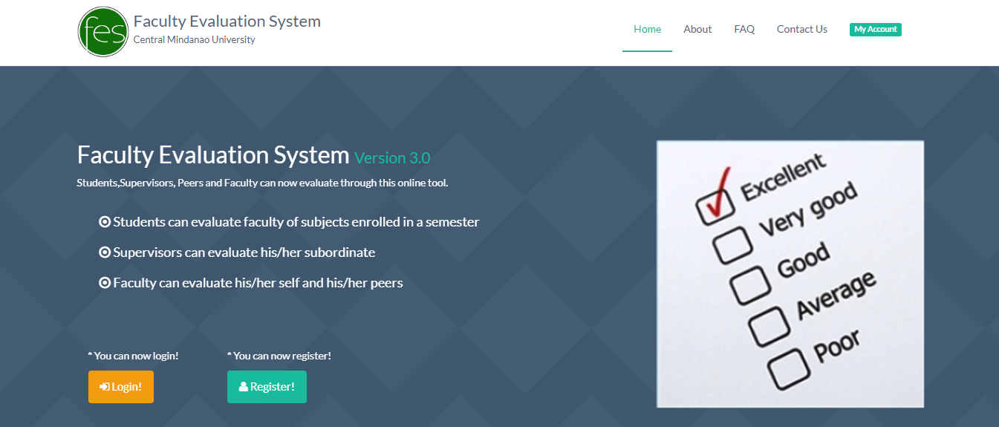 fes
Faculty Evaluation System
Central Mindanao University
Home
About
FAQ
Contact Us
My Account
Faculty Evaluation System Version 3.0
Students,Supervisors, Peers and Faculty can now evaluate through this online tool.
Students can evaluate faculty of subjects enrolled in a semester
Supervisors can evaluate his/her subordinate
Faculty can evaluate his/her self and his/her peers
* You can now login!
Login!
* You can now register!
Register!
Excellent
Very good
Good
Average
Poor